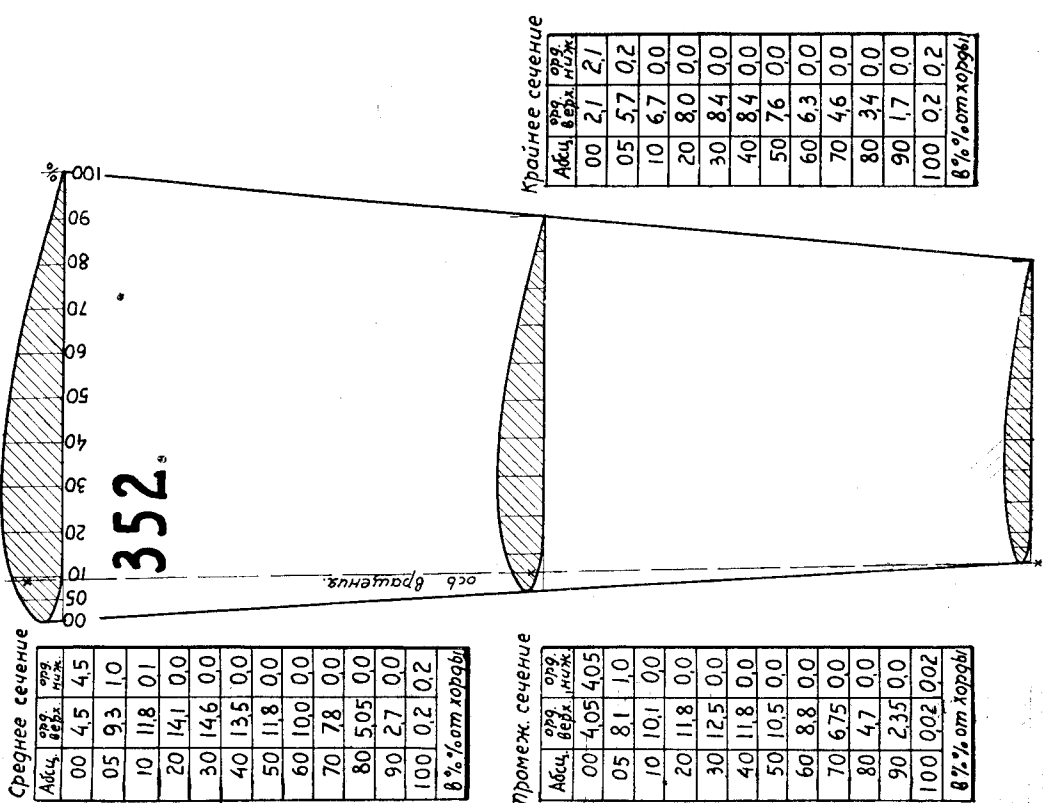 Среднее сечение
Абсц. орд. верх. орд. ниж.
00 4,5 4,5
05 9,3 1,0
10 11,8 0,1
20 14,1 0,0
30 14,6 0,0
40 13,5 0,0
50 11,8 0,0
60 10,0 0,0
70 7,8 0,0
80 5,05 0,0
90 2,7 0,0
100 0,2 0,2
в % % от хорды
Промеж. сечение
Абсц. орд. верх. орд. ниж.
00 4,05 4,05
05 8,1 1,0
10 10,1 0,0
20 11,8 0,0
30 12,5 0,0
40 11,8 0,0
50 10,5 0,0
60 8,8 0,0
70 6,75 0,0
80 4,7 0,0
90 2,35 0,0
100 0,02 0,02
в % % от хорды
Крайнее сечение
Абсц. орд. верх. орд. ниж.
00 2,1 2,1
05 5,7 0,2
10 6,7 0,0
20 8,0 0,0
30 8,4 0,0
40 8,4 0,0
50 7,6 0,0
60 6,3 0,0
70 4,6 0,0
80 3,4 0,0
90 1,7 0,0
100 0,2 0,2
в % % от хорды
00 05 10 20 30 40 50 60 70 80 90 100 %
352.
ось вращения.